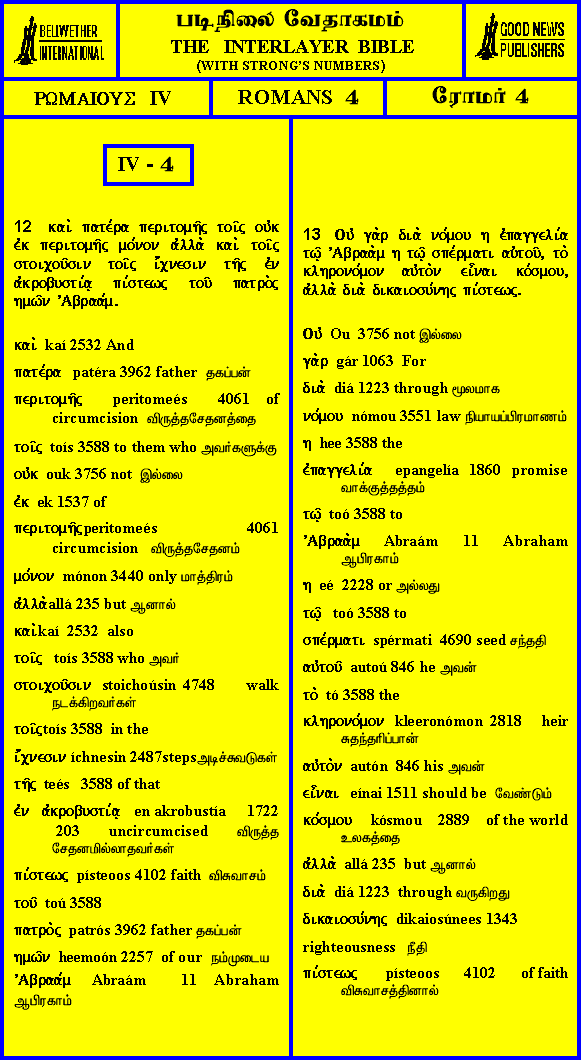 BELLWETHER
INTERNATIONAL
படிநிலை வேதாகமம்
THE INTERLAYER BIBLE
(WITH STRONG'S NUMBERS)
GOOD NEWS
PUBLISHERS
ΡΩΜΑΙΟΥΣ IV
ROMANS 4
ரோமர் 4
IV - 4
12 καὶ πατέρα περιτομῆς τοῖς οὐκ
ἐκ περιτομῆς μόνον ἀλλὰ καὶ τοῖς
στοιχοῦσιν τοῖς ἴχνεσιν τῆς ἐν
ἀκροβυστίᾳ πίστεως τοῦ πατρὸς
ημῶν Ἀβραάμ.
καὶ kaí 2532 And
πατέρα patéra 3962 father தகப்பன்
περιτομῆς peritomeés 4061 of
circumcision விருத்தசேதனத்தை
τοῖς toís 3588 to them who அவர்களுக்கு
οὐκ ouk 3756 not இல்லை
ἐκ ek 1537 of
περιτομῆςperitomeés 4061
circumcision விருத்தசேதனம்
μόνον mónon 3440 only மாத்திரம்
ἀλλὰallá 235 but ஆனால்
καὶkaí 2532 also
τοῖς toís 3588 who அவர்
στοιχοῦσιν stoichoúsin 4748 walk
நடக்கிறவர்கள்
τοῖςtoís 3588 in the
ἴχνεσιν íchnesin 2487stepsஅடிச்சுவடுகள்
τῆς teés 3588 of that
ἐν ἀκροβυστίᾳ en akrobustía 1722
203 uncircumcised விருத்த
சேதனமில்லாதவர்கள்
πίστεως písteoos 4102 faith விசுவாசம்
τοῦ toú 3588
πατρὸς patrós 3962 father தகப்பன்
ημῶν heemoón 2257 of our நம்முடைய
Ἀβραάμ Abraám 11 Abraham
ஆபிரகாம்
13 Οὐ γὰρ διὰ νόμου η ἐπαγγελία
τῷ Ἀβραὰμ η τῷ σπέρματι αὐτοῦ, τὸ
κληρονόμον αὐτὸν εἶναι κόσμου,
ἀλλὰ διὰ δικαιοσύνης πίστεως.
Οὐ Ou 3756 not இல்லை
γὰρ gár 1063 For
διὰ diá 1223 through மூலமாக
νόμου nómou 3551 law நியாயப்பிரமாணம்
η hee 3588 the
ἐπαγγελία epangelía 1860 promise
வாக்குத்தத்தம்
τῷ toó 3588 to
Ἀβραὰμ Abraám 11 Abraham
ஆபிரகாம்
η eé 2228 or அல்லது
τῷ toó 3588 to
σπέρματι spérmati 4690 seed சந்ததி
αὐτοῦ autoú 846 he அவன்
τὸ tó 3588 the
κληρονόμον kleeronómon 2818 heir
சுதந்தரிப்பான்
αὐτὸν autón 846 his அவன்
εἶναι eínai 1511 should be வேண்டும்
κόσμου kósmou 2889 of the world
உலகத்தை
ἀλλὰ allá 235 but ஆனால்
διὰ diá 1223 through வருகிறது
δικαιοσύνης dikaiosúnees 1343
righteousness நீதி
πίστεως písteoos 4102 of faith
விசுவாசத்தினால்